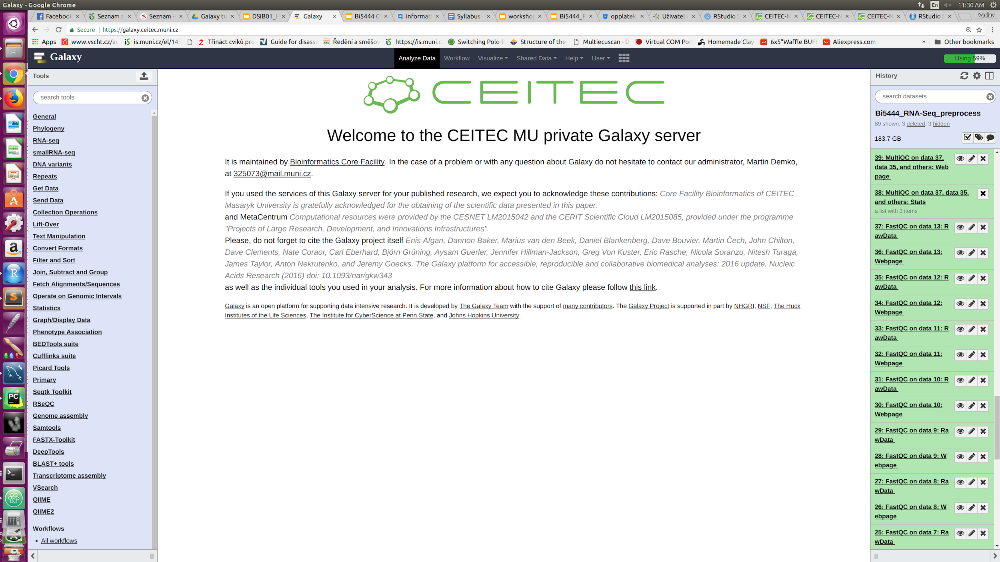 Galaxy - Google Chrome
En 11:30 AM
Facebook Seznam z Seznam - Galaxy tu DSIB01_ Galaxy Bi5444 C informat Syllabus - worksho Bi5444_R opplatek Uživatel RStudio S CEITEC-N CEITEC-N CEITEC-N RStudio S Vaclav
Secure https://galaxy.ceitec.muni.cz
Apps www.vscht.cz/ac is.muni.cz/el/143 Třináct cviků pro Guide for disasse Ředění a směšov https://is.muni.c Switching Polo-li Structure of the Multiecuscan - D Virtual COM Por Homemade Clay 6x5"Waffle BUF Aliexpress.com : » Other bookmarks
Galaxy
Analyze Data Workflow Visualize Shared Data Help User
Using 59%
Tools
search tools
General
Phylogeny
RNA-seq
smallRNA-seq
DNA variants
Repeats
Get Data
Send Data
Collection Operations
Lift-Over
Text Manipulation
Convert Formats
Filter and Sort
Join, Subtract and Group
Fetch Alignments/Sequences
Operate on Genomic Intervals
Statistics
Graph/Display Data
Phenotype Association
BEDTools suite
Cufflinks suite
Picard Tools
Primary
Seqtk Toolkit
RSeQC
Genome assembly
Samtools
FASTX-Toolkit
DeepTools
BLAST+ tools
Transcriptome assembly
VSearch
QIIME
QIIME2
Workflows
All workflows
CEITEC
Welcome to the CEITEC MU private Galaxy server
It is maintained by Bioinformatics Core Facility. In the case of a problem or with any question about Galaxy do not hesitate to contact our administrator, Martin Demko,
at 325073@mail.muni.cz.
If you used the services of this Galaxy server for your published research, we expect you to acknowledge these contributions: Core Facility Bioinformatics of CEITEC
Masaryk University is gratefully acknowledged for the obtaining of the scientific data presented in this paper.
and MetaCentrum Computational resources were provided by the CESNET LM2015042 and the CERIT Scientific Cloud LM2015085, provided under the programme
"Projects of Large Research, Development, and Innovations Infrastructures".
Please, do not forget to cite the Galaxy project itself Enis Afgan, Dannon Baker, Marius van den Beek, Daniel Blankenberg, Dave Bouvier, Martin Čech, John Chilton,
Dave Clements, Nate Coraor, Carl Eberhard, Björn Grüning, Aysam Guerler, Jennifer Hillman-Jackson, Greg Von Kuster, Eric Rasche, Nicola Soranzo, Nitesh Turaga,
James Taylor, Anton Nekrutenko, and Jeremy Goecks. The Galaxy platform for accessible, reproducible and collaborative biomedical analyses: 2016 update. Nucleic
Acids Research (2016) doi: 10.1093/nar/gkw343
as well as the individual tools you used in your analysis. For more information about how to cite Galaxy please follow this link.
Galaxy is an open platform for supporting data intensive research. It is developed by The Galaxy Team with the support of many contributors. The Galaxy Project is supported in part by NHGRI, NSF, The Huck
Institutes of the Life Sciences, The Institute for CyberScience at Penn State, and Johns Hopkins University.
History
search datasets
Bi5444_RNA-Seq_preprocess
89 shown, 3 deleted, 3 hidden
183.7 GB
39: MultiQC on data 37,
data 35, and others: Web
page
38: MultiQC on data 37, data 35,
and others: Stats
a list with 3 items
37: FastQC on data 13: R
awData
36: FastQC on data 13:
Webpage
35: FastQC on data 12: R
awData
34: FastQC on data 12:
Webpage
33: FastQC on data 11: R
awData
32: FastQC on data 11:
Webpage
31: FastQC on data 10: R
awData
30: FastQC on data 10:
Webpage
29: FastQC on data 9: Ra
wData
28: FastQC on data 9: W
ebpage
27: FastQC on data 8: Ra
wData
26: FastQC on data 8: W
ebpage
25: FastQC on data 7: Ra
wData